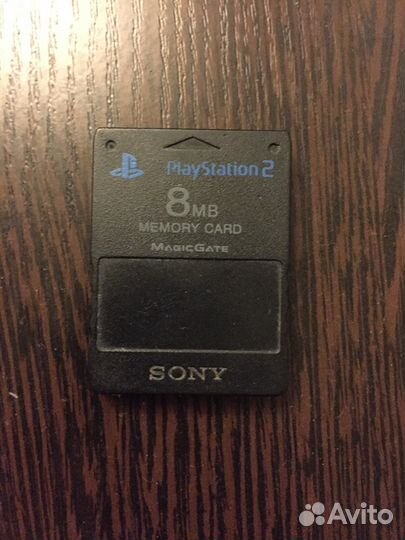 PlayStation 2
8MB
MEMORY CARD
MAGICGATE
SONY
Avito